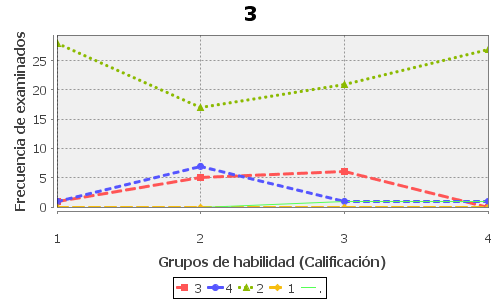 3
Frecuencia de examinados
25
20
15
10
5
0
1 2 3 4
Grupos de habilidad (Calificación)
3 4 2 1 .